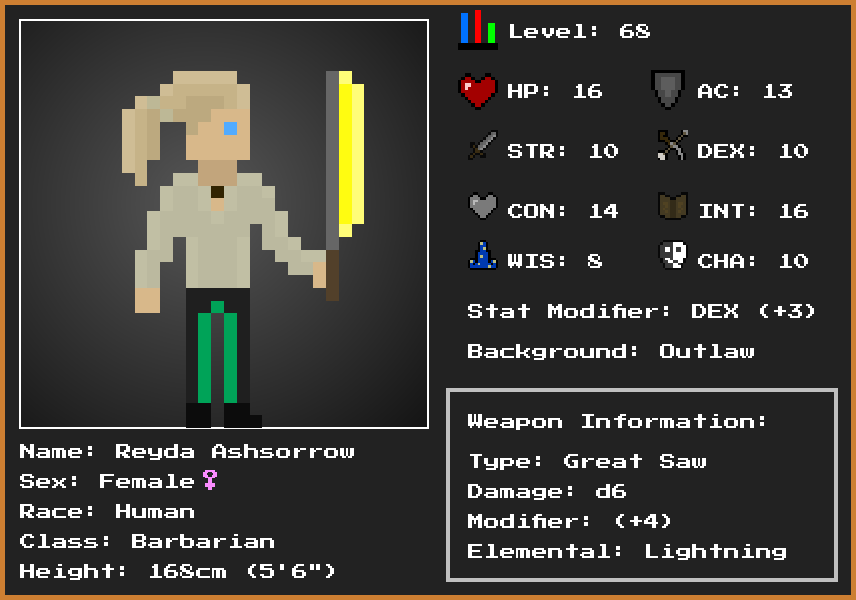 Level: 68
HP: 16
AC: 13
STR: 10
DEX: 10
CON: 14
INT: 16
WIS: 8
CHA: 10
Stat Modifier: DEX (+3)
Background: Outlaw
Weapon Information:
Type: Great Saw
Damage: d6
Modifier: (+4)
Elemental: Lightning
Name: Reyda Ashsorrow
Sex: Female♀
Race: Human
Class: Barbarian
Height: 168cm (5'6")